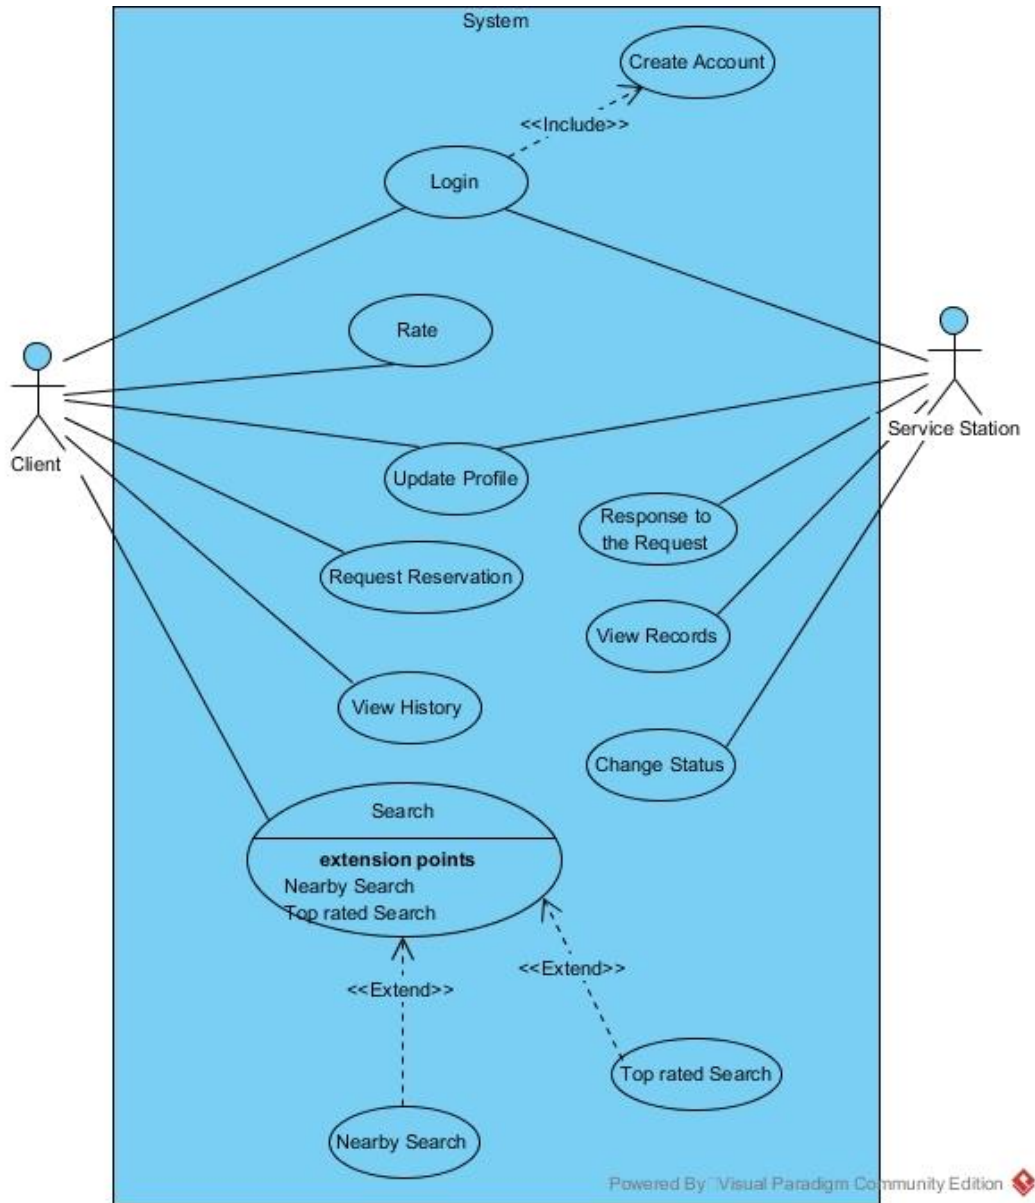 System
Create Account
<<Include>>
Login
Rate
Client
Service Station
Update Profile
Response to
the Request
Request Reservation
View Records
View History
Change Status
Search
extension points
Nearby Search
Top rated Search
<<Extend>>
<<Extend>>
Top rated Search
Nearby Search
Powered By Visual Paradigm Community Edition